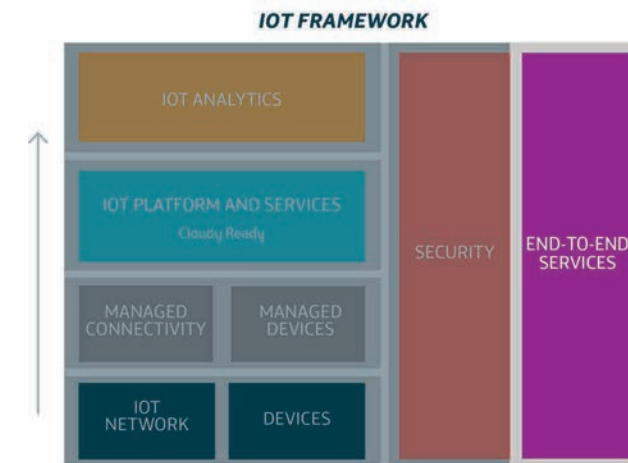 IOT FRAMEWORK
IOT ANALYTICS
IOT PLATFORM AND SERVICES
Cloudy Ready
MANAGED
CONNECTIVITY
MANAGED
DEVICES
IOT
NETWORK
DEVICES
SECURITY
END-TO-END
SERVICES